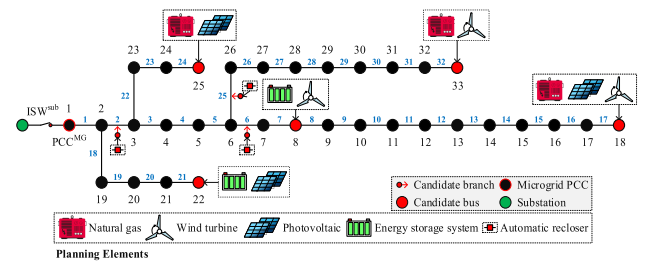 23 24 26 27 28 29 30 31 32
23 24 26 27 28 29 30 31 32
25 33
22 25
ISW^sub 1 2
1 2 3 4 5 6 7 8 9 10 11 12 13 14 15 16 17
PCC^MG 3 4 5 6 7 8 9 10 11 12 13 14 15 16 17 18
18
19 20 21
19 20 21 22
Candidate branch Microgrid PCC
Candidate bus Substation
Natural gas Wind turbine Photovoltaic Energy storage system Automatic recloser
Planning Elements